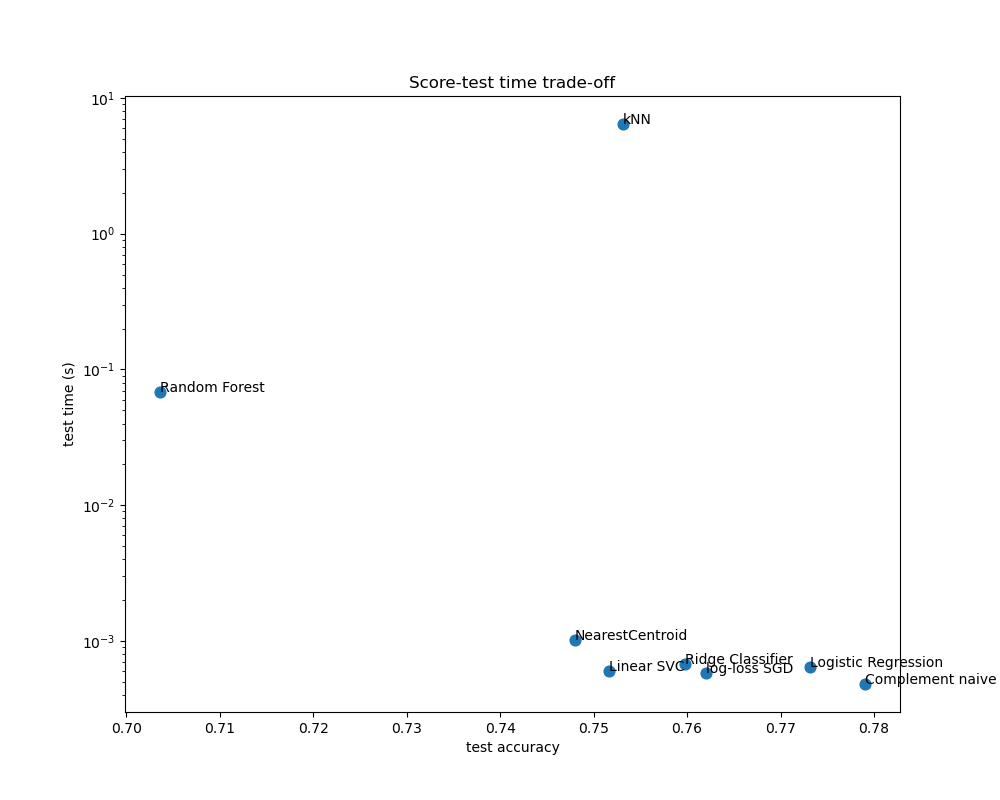 Score-test time trade-off
10¹
kNN
10⁰
10⁻¹
Random Forest
test time (s)
10⁻²
10⁻³
NearestCentroid
Ridge Classifier
Linear SVC
log-loss SGD
Logistic Regression
Complement naive
0.70 0.71 0.72 0.73 0.74 0.75 0.76 0.77 0.78
test accuracy